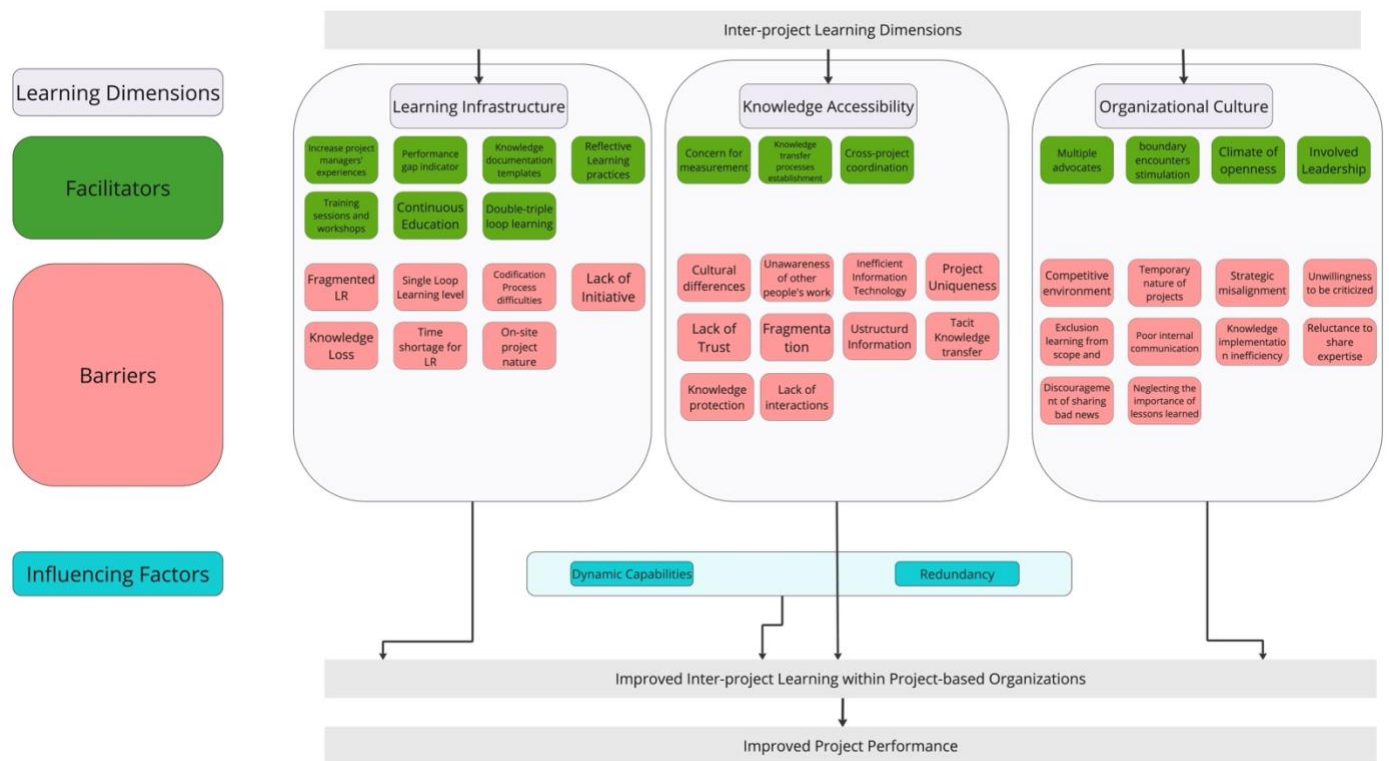 Inter-project Learning Dimensions
Learning Dimensions
Facilitators
Barriers
Influencing Factors
Learning Infrastructure
Increase project
managers'
experiences
Performance
gap indicator
Knowledge
documentation
templates
Reflective
Learning
practices
Training
sessions and
workshops
Continuous
Education
Double-triple
loop learning
Fragmented
LR
Single Loop
Learning level
Codification
Process
difficulties
Lack of
Initiative
Knowledge
Loss
Time
shortage for
LR
On-site
project
nature
Knowledge Accessibility
Concern for
measurement
Knowledge
transfer
processes
establishment
Cross-project
coordination
Cultural
differences
Unawareness
of other
people's work
Inefficient
Information
Technology
Project
Uniqueness
Lack of
Trust
Fragmenta
tion
Ustructurd
Information
Tacit
Knowledge
transfer
Knowledge
protection
Lack of
interactions
Organizational Culture
Multiple
advocates
boundary
encounters
stimulation
Climate of
openness
Involved
Leadership
Competitive
environment
Temporary
nature of
projects
Strategic
misalignment
Unwillingness
to be criticized
Exclusion
learning from
scope and
Poor internal
communication
Knowledge
implementatio
n inefficiency
Reluctance to
share
expertise
Discourageme
nt of sharing
bad news
Neglecting the
importance of
lessons learned
Dynamic Capabilities
Redundancy
Improved Inter-project Learning within Project-based Organizations
Improved Project Performance